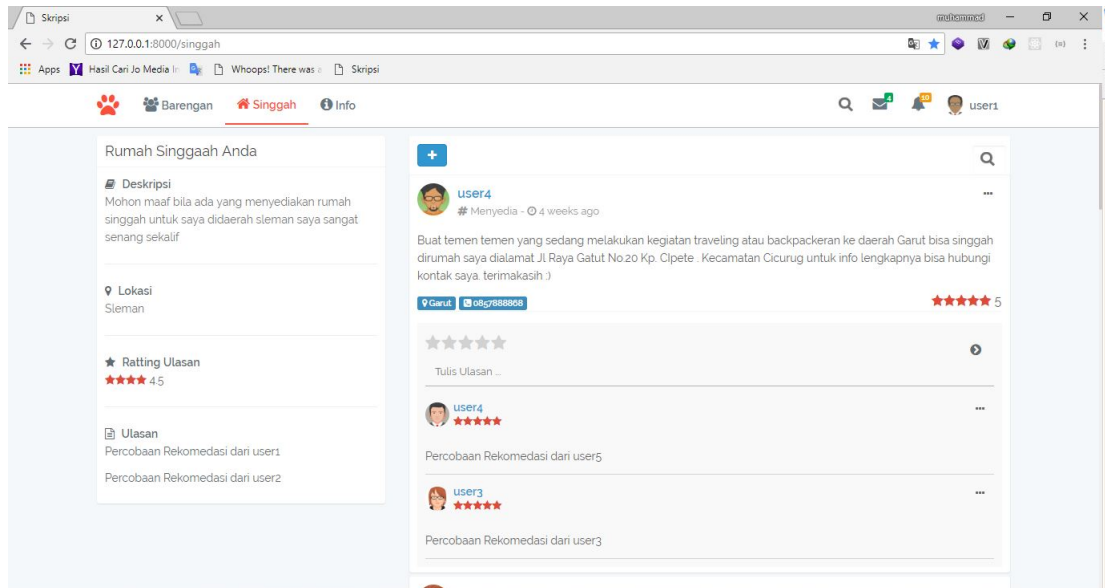 Skripsi
muhammad
127.0.0.1:8000/singgah
Apps
Hasil Cari Jo Media In
Whoops! There was a
Skripsi
Barengan
Singgah
Info
4
10
user1
Rumah Singgaah Anda
Deskripsi
Mohon maaf bila ada yang menyediakan rumah
singgah untuk saya didaerah sleman saya sangat
senang sekalif
Lokasi
Sleman
Ratting Ulasan
4.5
Ulasan
Percobaan Rekomedasi dari user1
Percobaan Rekomedasi dari user2
user4
# Menyedia - 4 weeks ago
Buat temen temen yang sedang melakukan kegiatan traveling atau backpackeran ke daerah Garut bisa singgah
dirumah saya dialamat Jl Raya Gatut No.20 Kp. CIpete . Kecamatan Cicurug untuk info lengkapnya bisa hubungi
kontak saya. terimakasih :)
Garut
0857888868
5
Tulis Ulasan ...
user4
Percobaan Rekomedasi dari user5
user3
Percobaan Rekomedasi dari user3